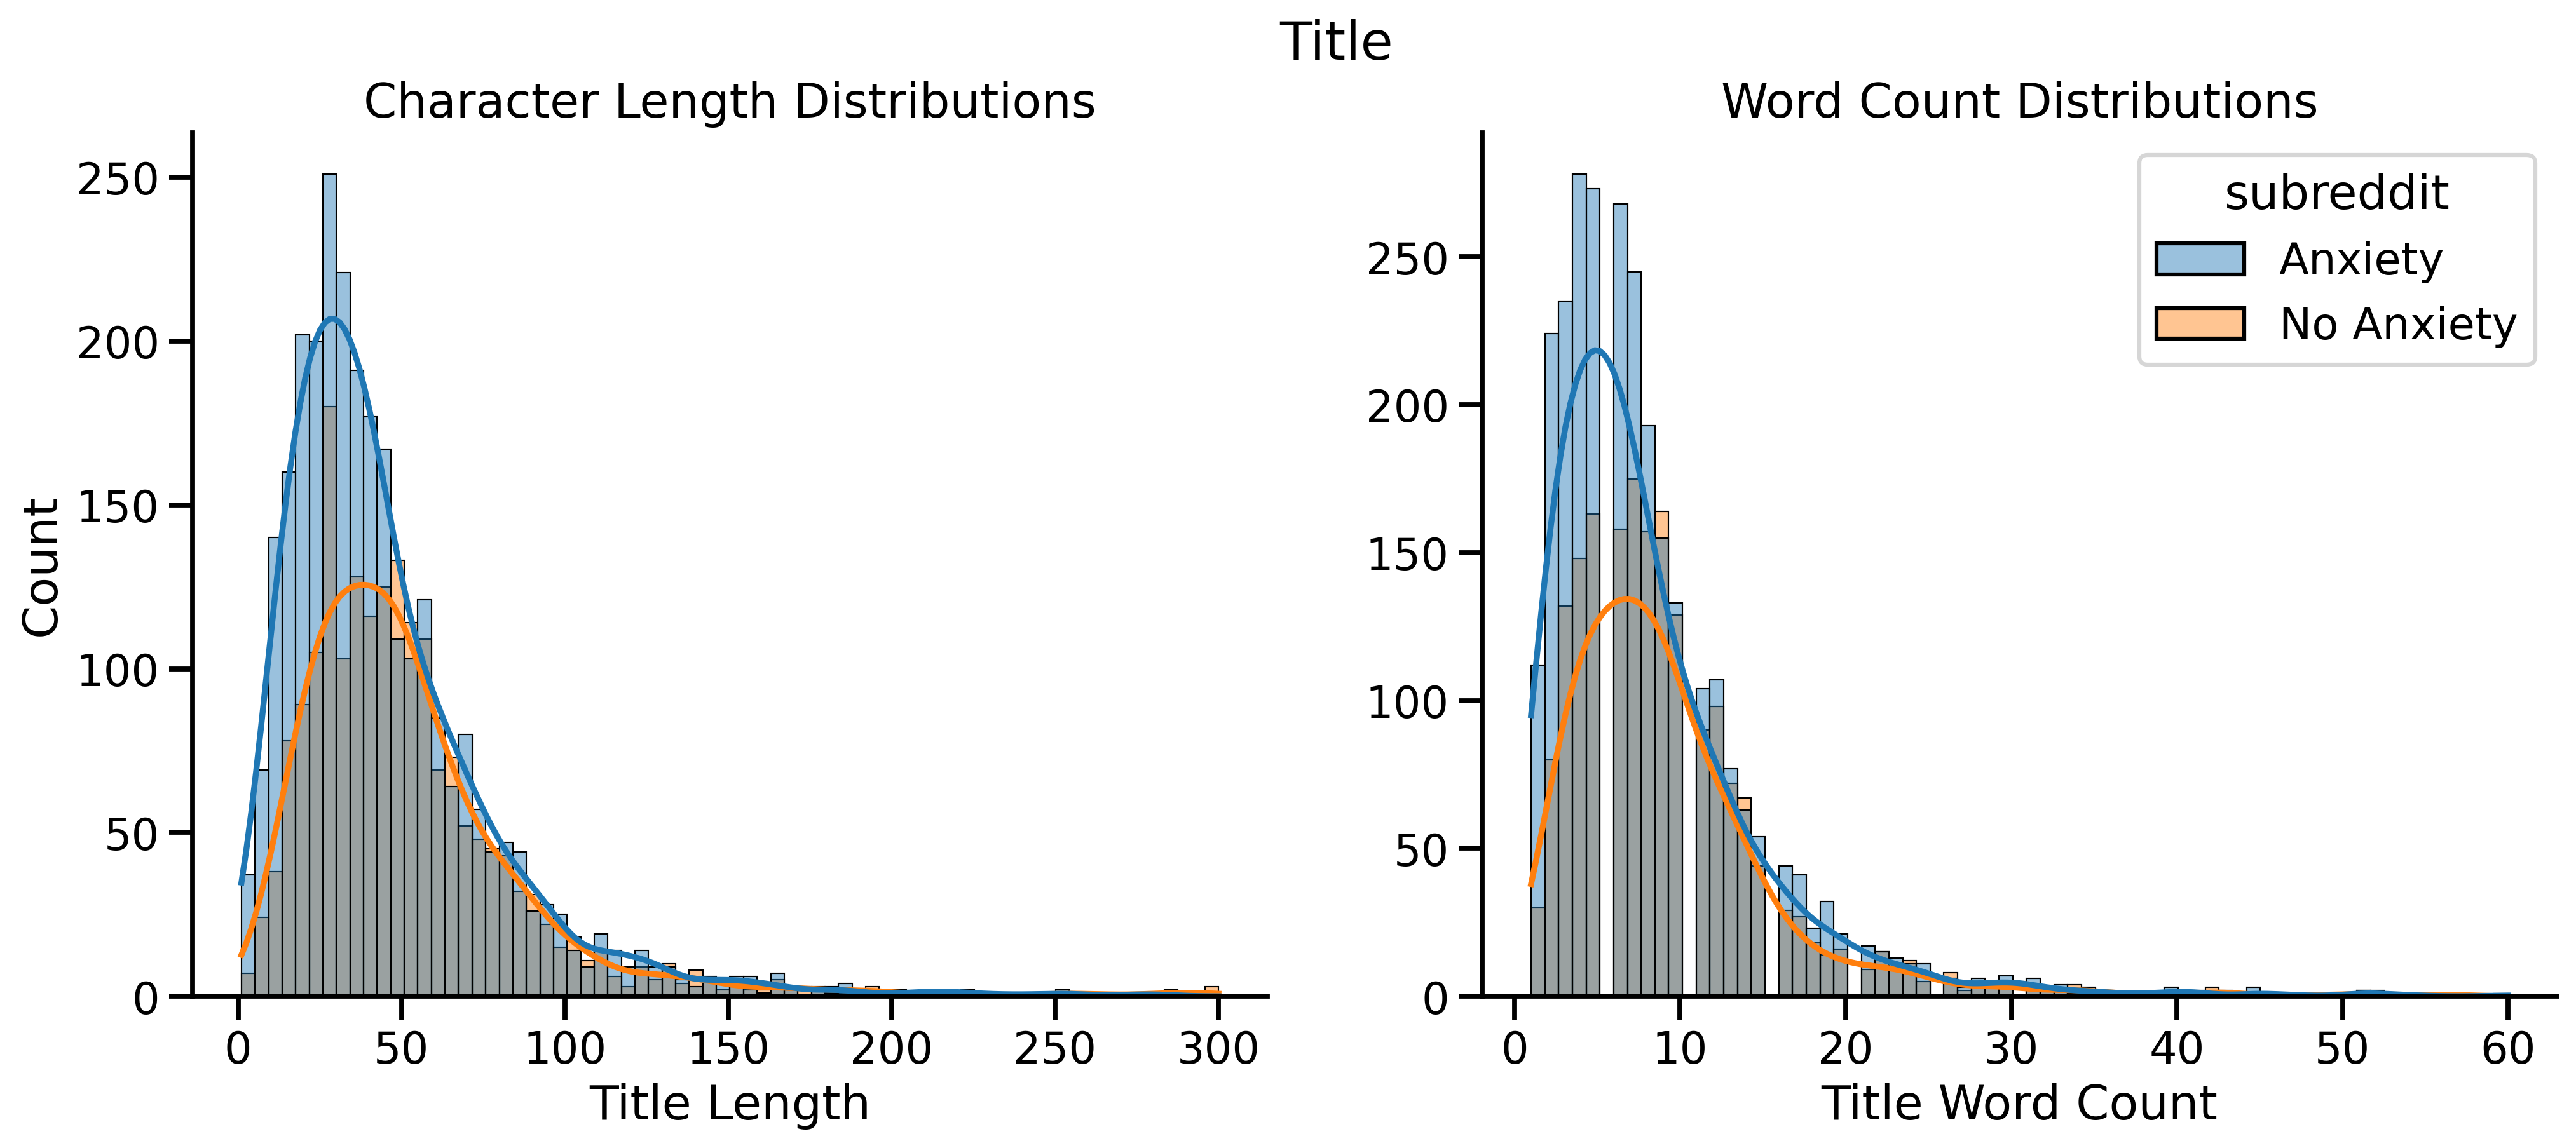 Title
Character Length Distributions
250
200
150
100
50
0
Count
0 50 100 150 200 250 300
Title Length
Word Count Distributions
250
200
150
100
50
0
0 10 20 30 40 50 60
Title Word Count
subreddit
Anxiety
No Anxiety